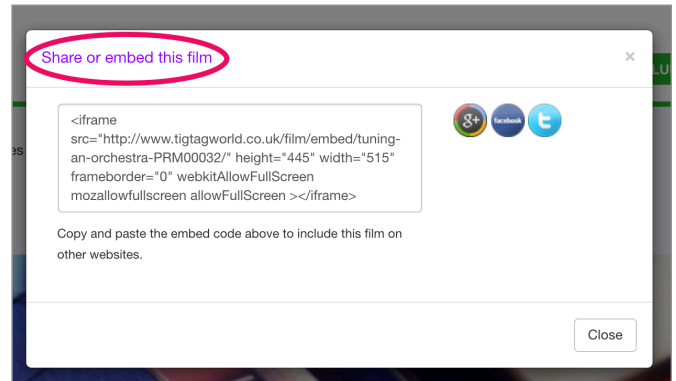 Share or embed this film
×
LU
es
<iframe
src="http://www.tigtagworld.co.uk/film/embed/tuning-
an-orchestra-PRM00032/" height="445" width="515"
frameborder="0" webkitAllowFullScreen
mozallowfullscreen allowFullScreen ></iframe>
g+ facebook t
Copy and paste the embed code above to include this film on
other websites.
Close